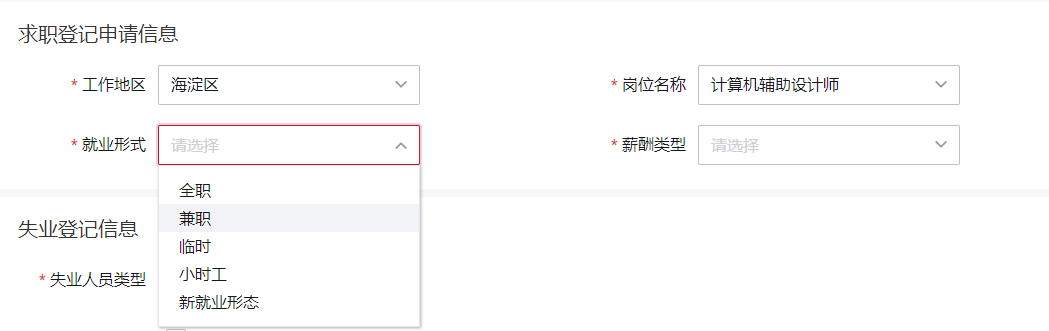 求职登记申请信息
* 工作地区 海淀区
* 岗位名称 计算机辅助设计师
* 就业形式 请选择
* 薪酬类型 请选择
全职
兼职
临时
小时工
新就业形态
失业登记信息
* 失业人员类型